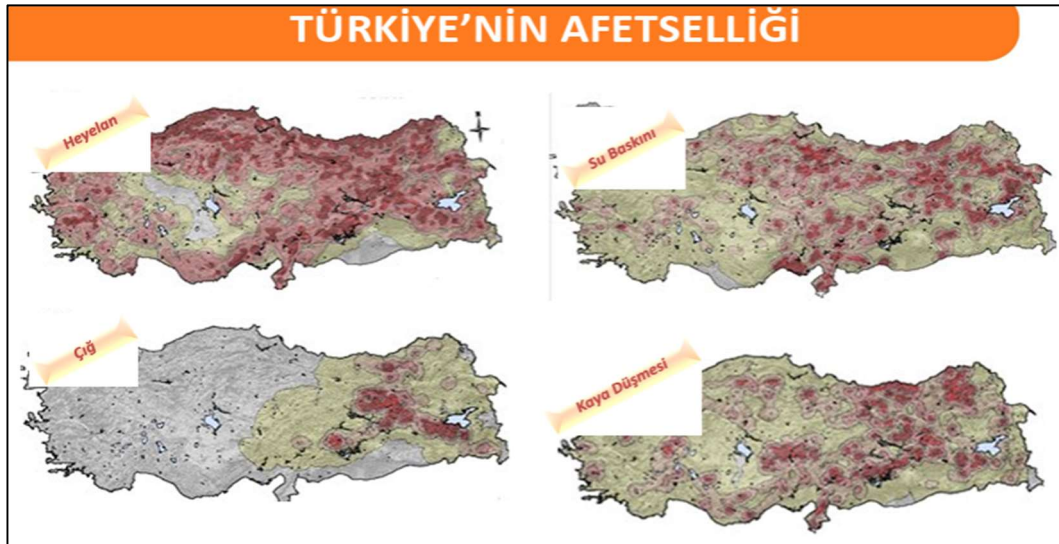 TÜRKİYE'NİN AFETSELLİĞİ
Heyelan
Su Baskını
Çığ
Kaya Düşmesi